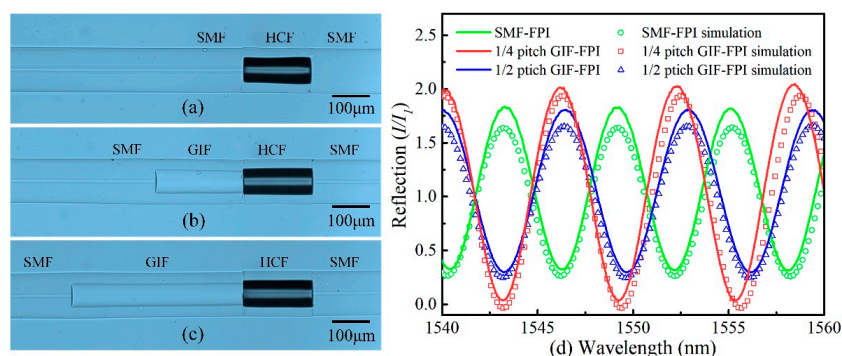 SMF HCF SMF
(a)
100μm
SMF GIF HCF SMF
(b)
100μm
SMF GIF HCF SMF
(c)
100μm
SMF-FPI SMF-FPI simulation
1/4 pitch GIF-FPI 1/4 pitch GIF-FPI simulation
1/2 pitch GIF-FPI 1/2 ptich GIF-FPI simulation
Reflection (I/I₁)
2.5
2.0
1.5
1.0
0.5
0.0
1540 1545 1550 1555 1560
(d) Wavelength (nm)